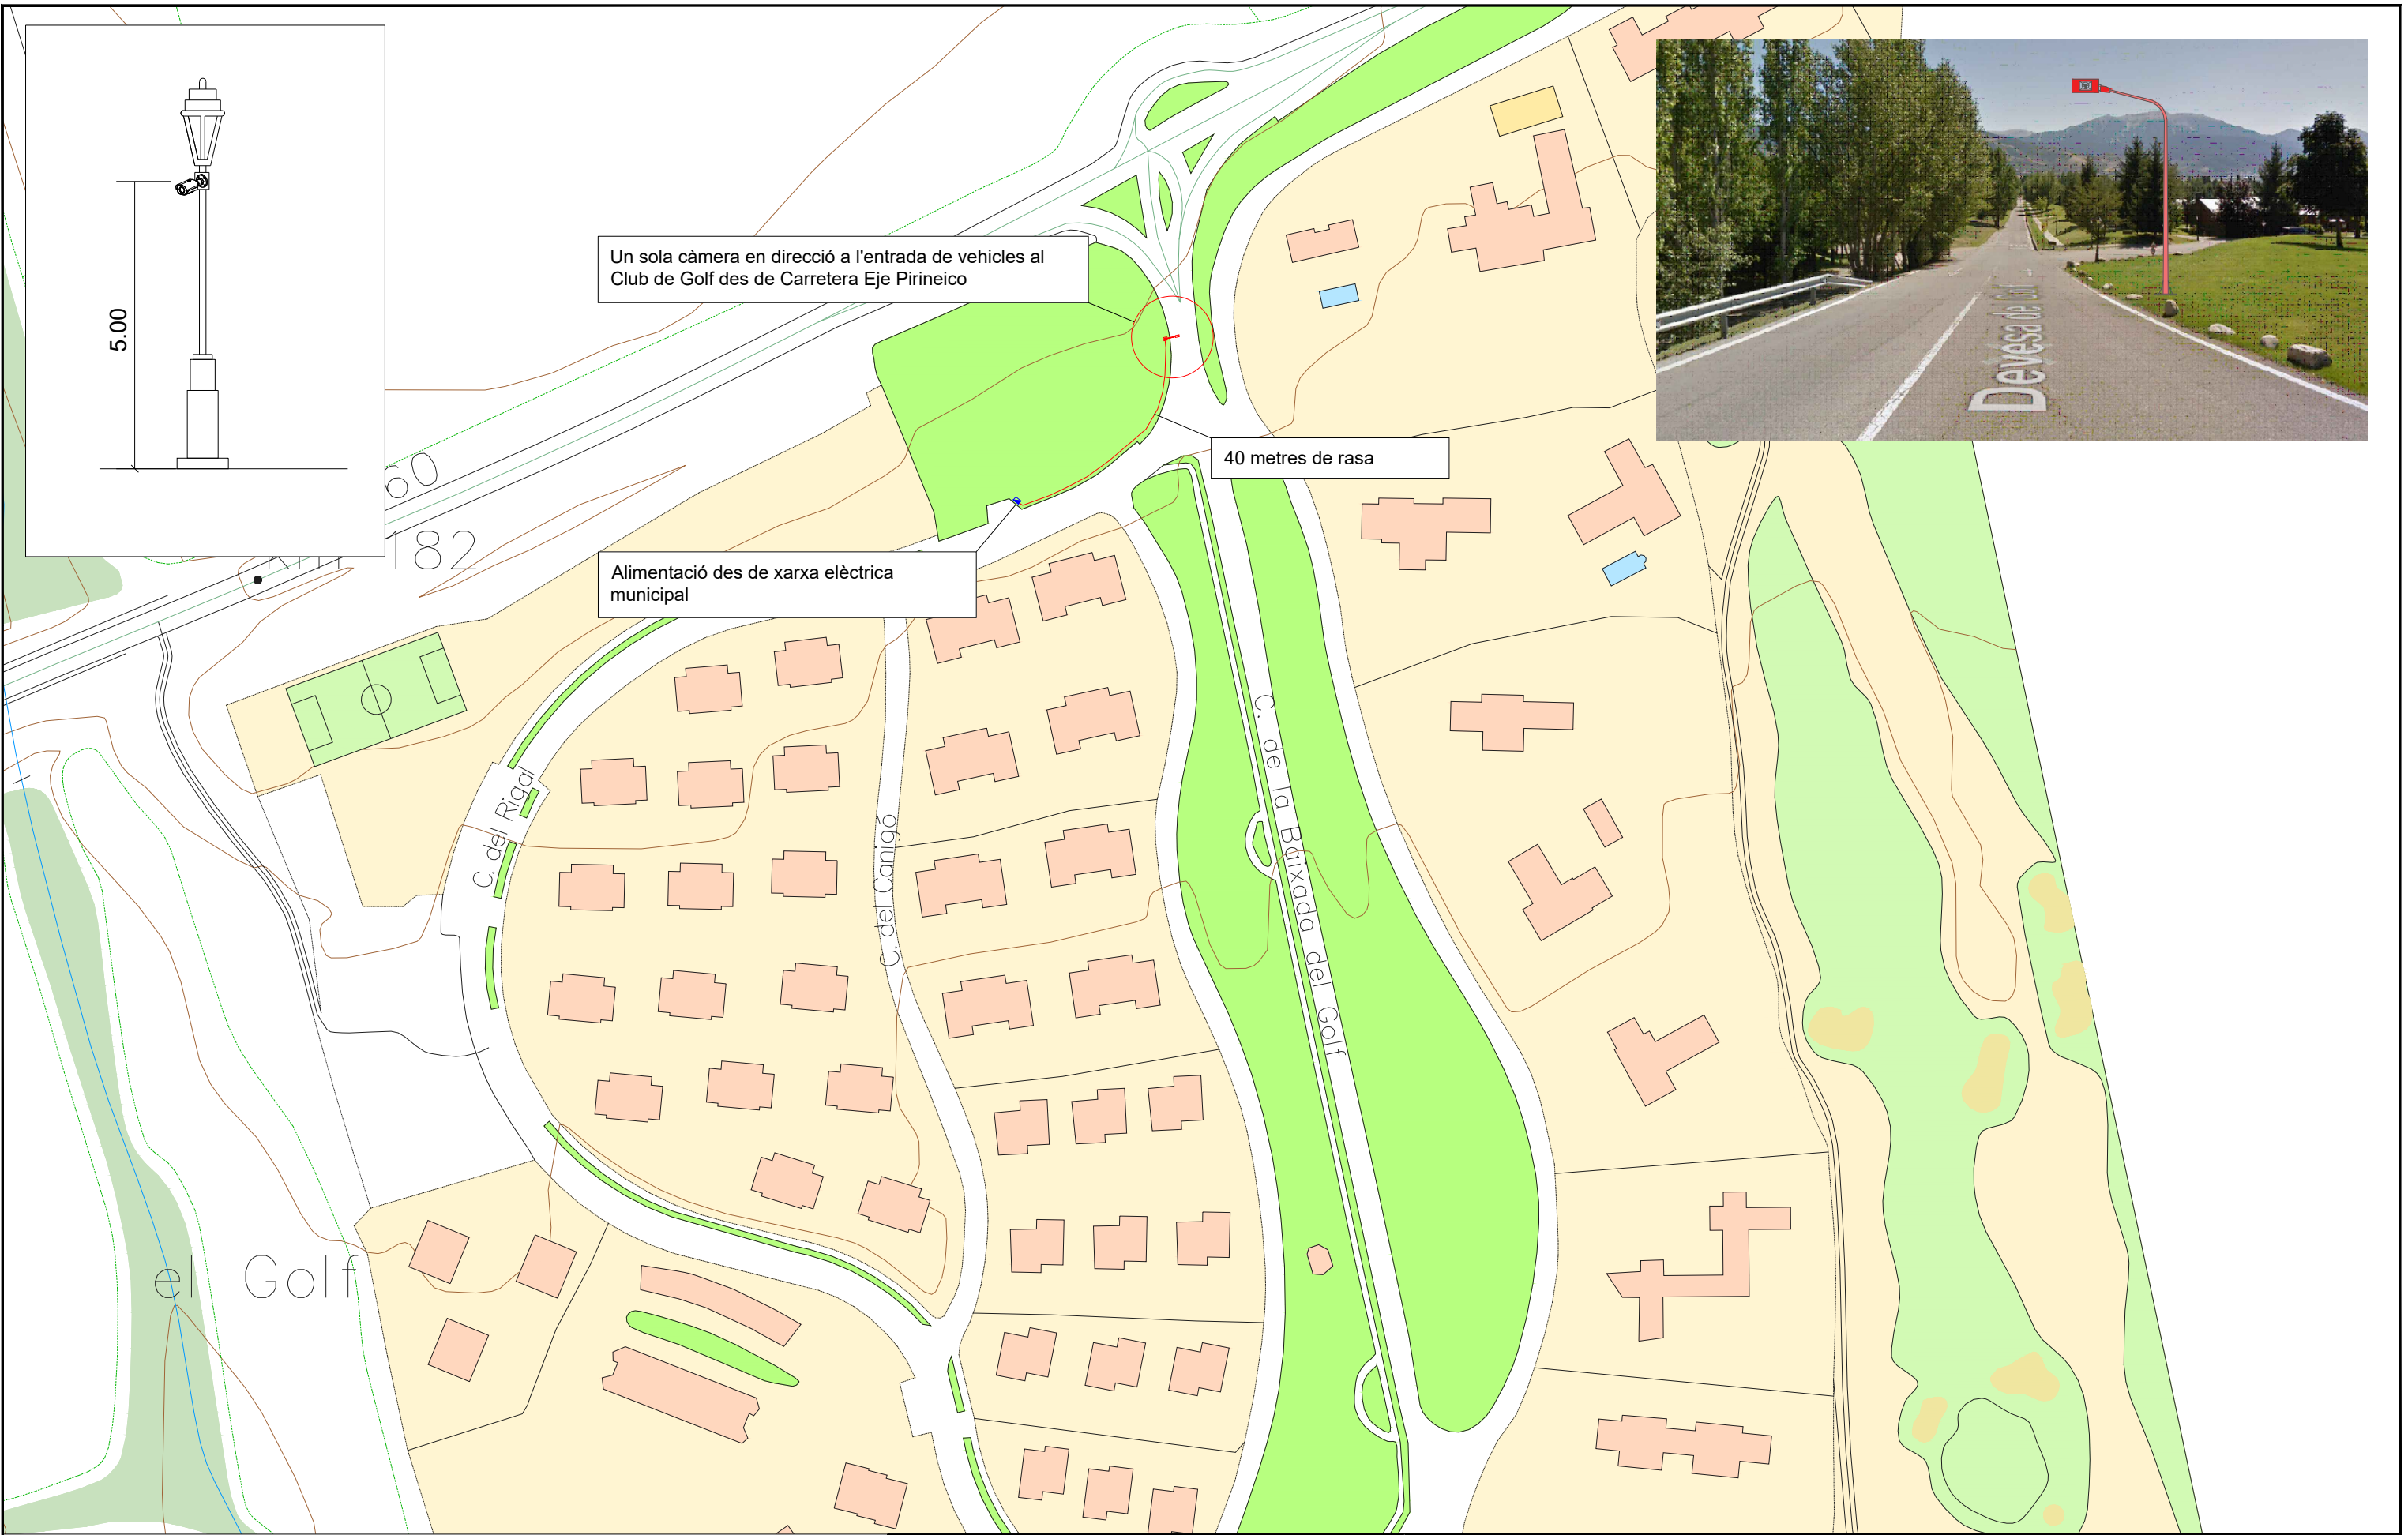 5.00
Un sola càmera en direcció a l'entrada de vehicles al
Club de Golf des de Carretera Eje Pirineico
40 metres de rasa
Alimentació des de xarxa elèctrica
municipal
60
182
Devesa de
C. del Rigal
C. del Canigó
C. de la Baixada del Golf
el Golf